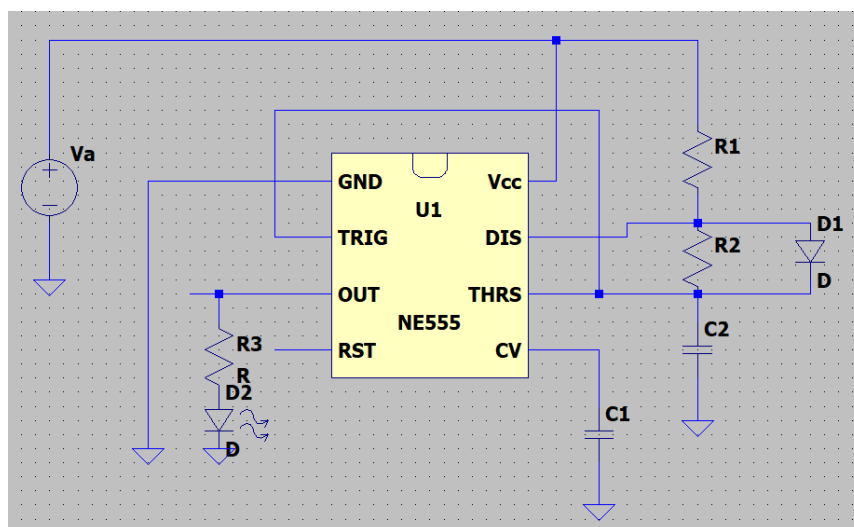 Va
R1
GND
Vcc
U1
TRIG
DIS
R2
D1
D
OUT
THRS
NE555
R3
R
RST
CV
C2
D2
D
C1